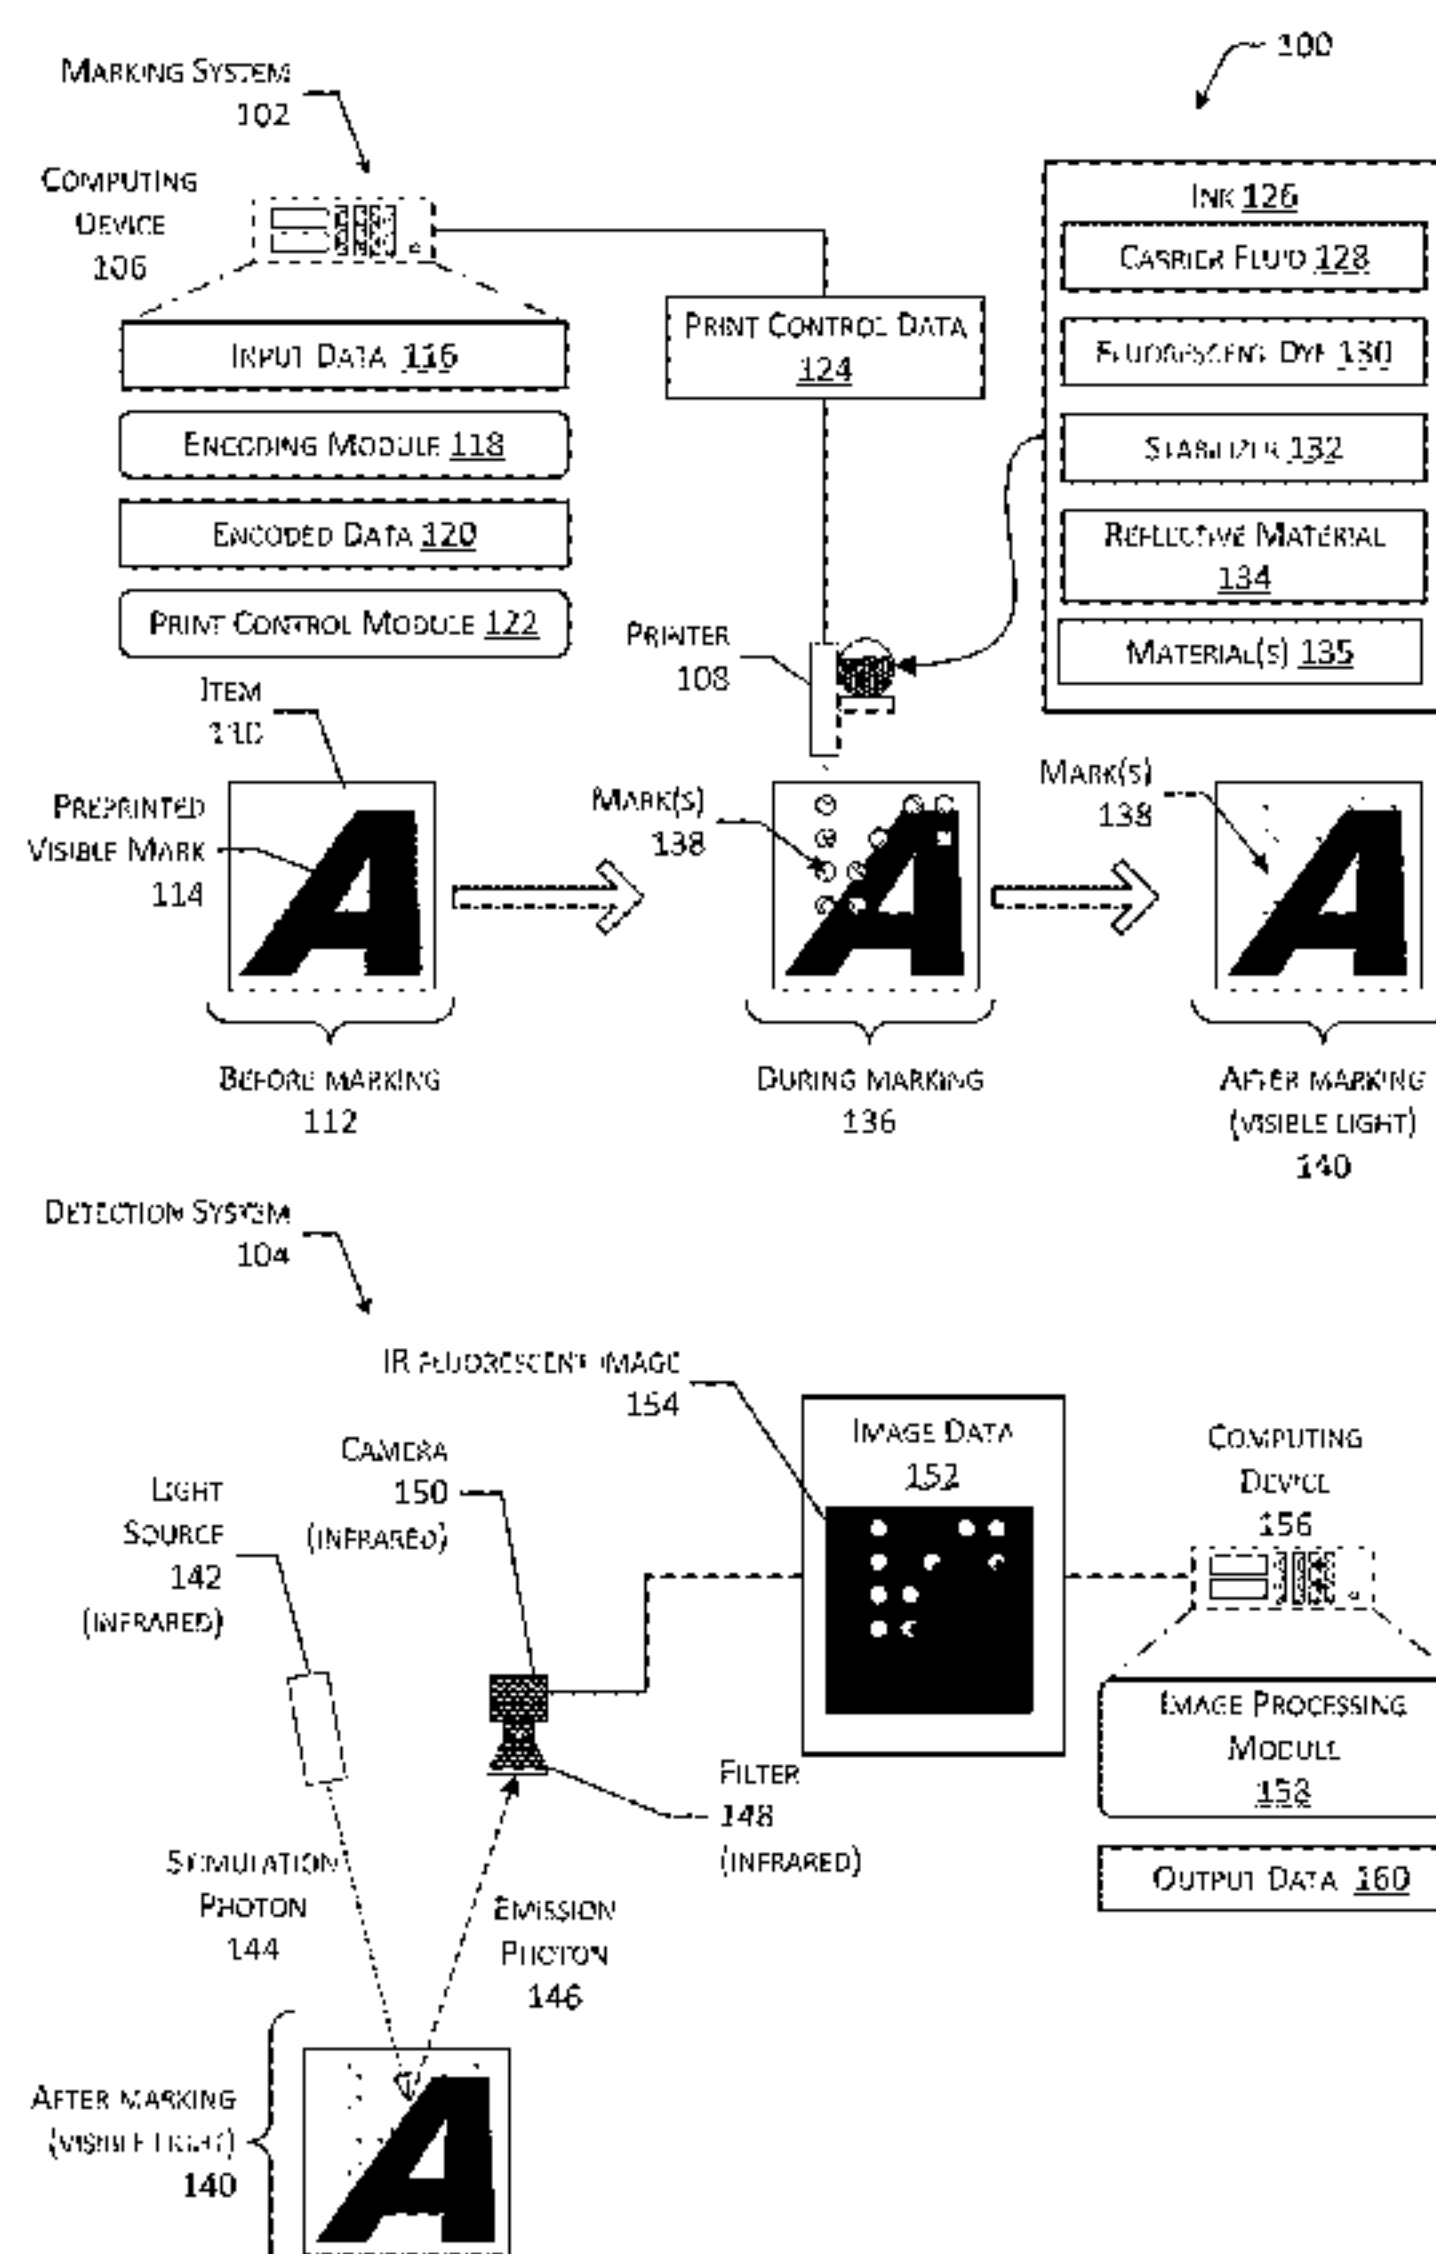 100
MARKING SYSTEM
102
COMPUTING
DEVICE
106
INPUT DATA 116
ENCODING MODULE 118
ENCODED DATA 120
PRINT CONTROL MODULE 122
PRINT CONTROL DATA
124
INK 126
CARRIER FLUID 128
FLUORESCENT DYE 130
STABILIZER 132
REFLECTIVE MATERIAL
134
MATERIAL(S) 135
PRINTER
108
ITEM
110
PREPRINTED
VISIBLE MARK
114
A
MARK(S)
138
A
MARK(S)
138
A
BEFORE MARKING
112
DURING MARKING
136
AFTER MARKING
(VISIBLE LIGHT)
140
DETECTION SYSTEM
104
IR FLUORESCENT IMAGE
154
IMAGE DATA
152
CAMERA
150
(INFRARED)
LIGHT
SOURCE
142
(INFRARED)
COMPUTING
DEVICE
156
IMAGE PROCESSING
MODULE
158
OUTPUT DATA 160
FILTER
148
(INFRARED)
STIMULATION
PHOTON
144
EMISSION
PHOTON
146
AFTER MARKING
(VISIBLE LIGHT)
140
A